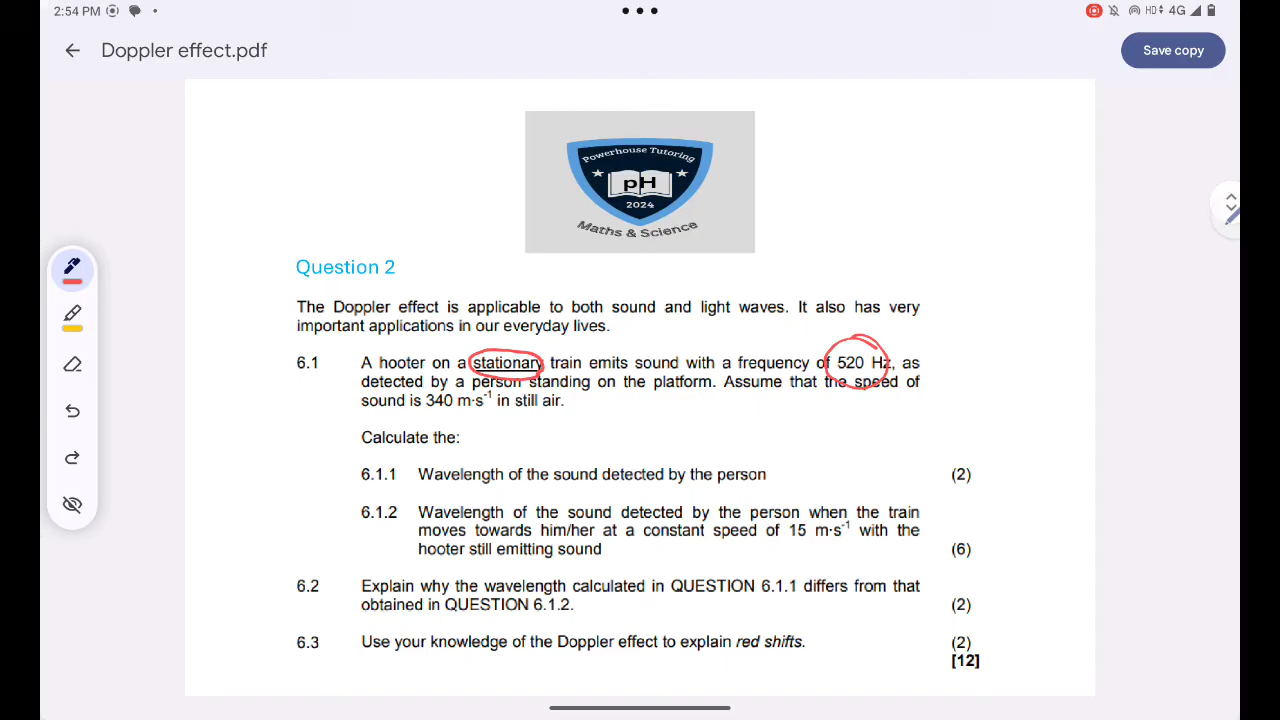 2:54 PM HD 4G
Doppler effect.pdf Save copy
Powerhouse Tutoring
pH
2024
Maths & Science
Question 2
The Doppler effect is applicable to both sound and light waves. It also has very
important applications in our everyday lives.
6.1 A hooter on a stationary train emits sound with a frequency of 520 Hz, as
detected by a person standing on the platform. Assume that the speed of
sound is 340 m·s⁻¹ in still air.
Calculate the:
6.1.1 Wavelength of the sound detected by the person (2)
6.1.2 Wavelength of the sound detected by the person when the train
moves towards him/her at a constant speed of 15 m·s⁻¹ with the
hooter still emitting sound (6)
6.2 Explain why the wavelength calculated in QUESTION 6.1.1 differs from that
obtained in QUESTION 6.1.2. (2)
6.3 Use your knowledge of the Doppler effect to explain red shifts. (2)
[12]